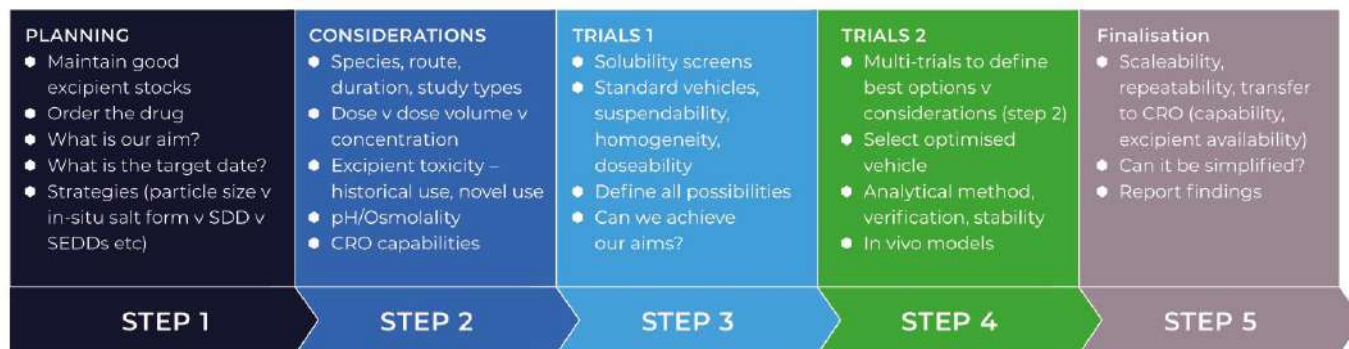 PLANNING
Maintain good
excipient stocks
Order the drug
What is our aim?
What is the target date?
Strategies (particle size v
in-situ salt form v SDD v
SEDDs etc)
STEP 1
CONSIDERATIONS
Species, route,
duration, study types
Dose v dose volume v
concentration
Excipient toxicity –
historical use, novel use
pH/Osmolality
CRO capabilities
STEP 2
TRIALS 1
Solubility screens
Standard vehicles,
suspendability,
homogeneity,
doseability
Define all possibilities
Can we achieve
our aims?
STEP 3
TRIALS 2
Multi-trials to define
best options v
considerations (step 2)
Select optimised
vehicle
Analytical method,
verification, stability
In vivo models
STEP 4
Finalisation
Scaleability,
repeatability, transfer
to CRO (capability,
excipient availability)
Can it be simplified?
Report findings
STEP 5